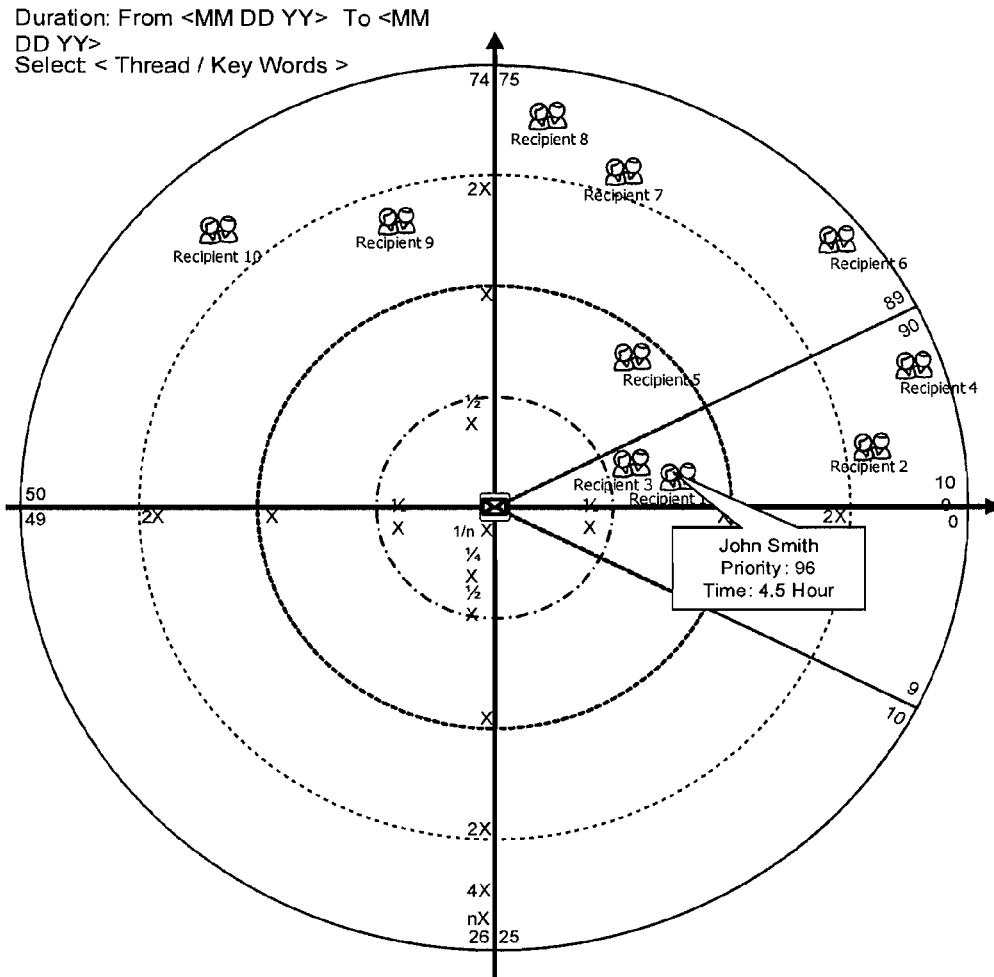 Duration: From <MM DD YY> To <MM
DD YY>
Select < Thread / Key Words >
74 75
Recipient 8
2X
Recipient 7
Recipient 9
Recipient 10
Recipient 6
X
89
90
Recipient 5
Recipient 4
½
X
Recipient 2
Recipient 3
Recipient
50
10
0
49
2X
X
½
X
½
X
X
2X
0
1/n X
John Smith
Priority: 96
Time: 4.5 Hour
¼
X
½
X
9
10
X
2X
4X
nX
26 25